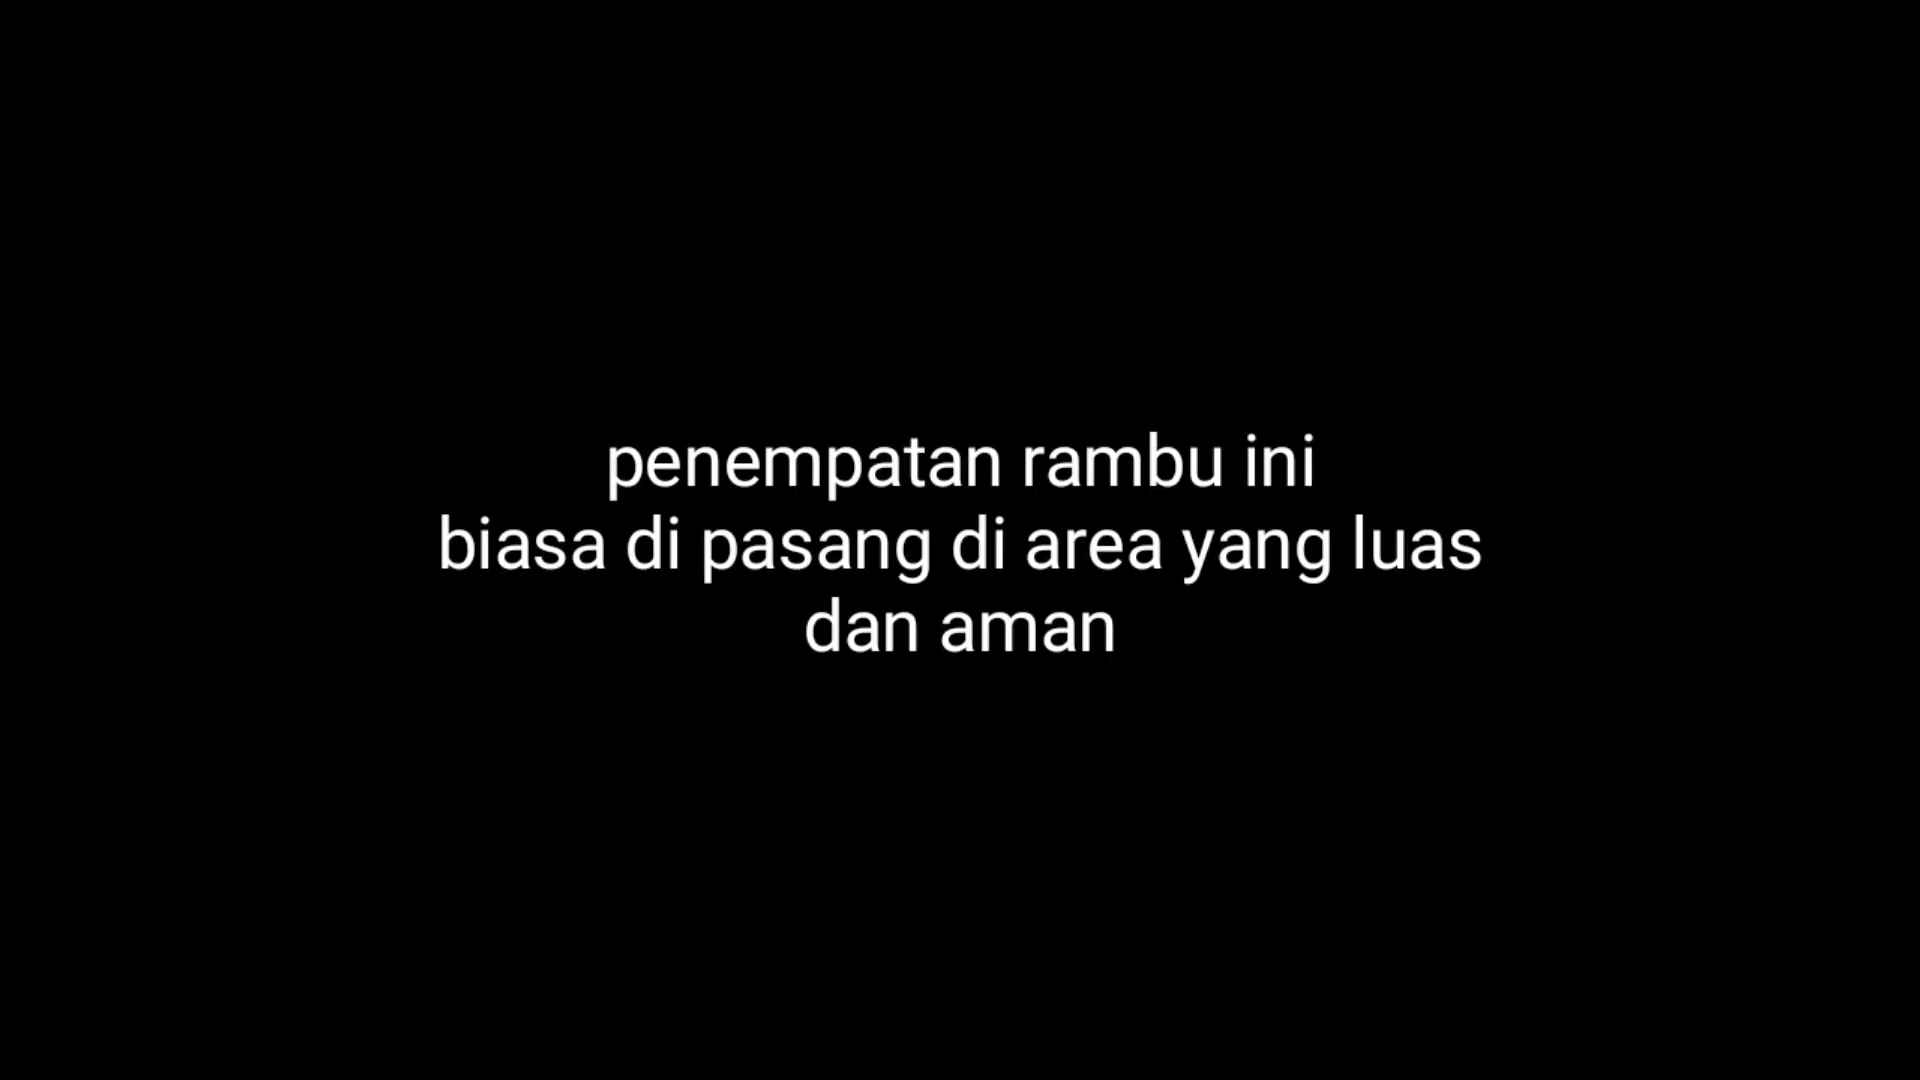 penempatan rambu ini
biasa di pasang di area yang luas
dan aman